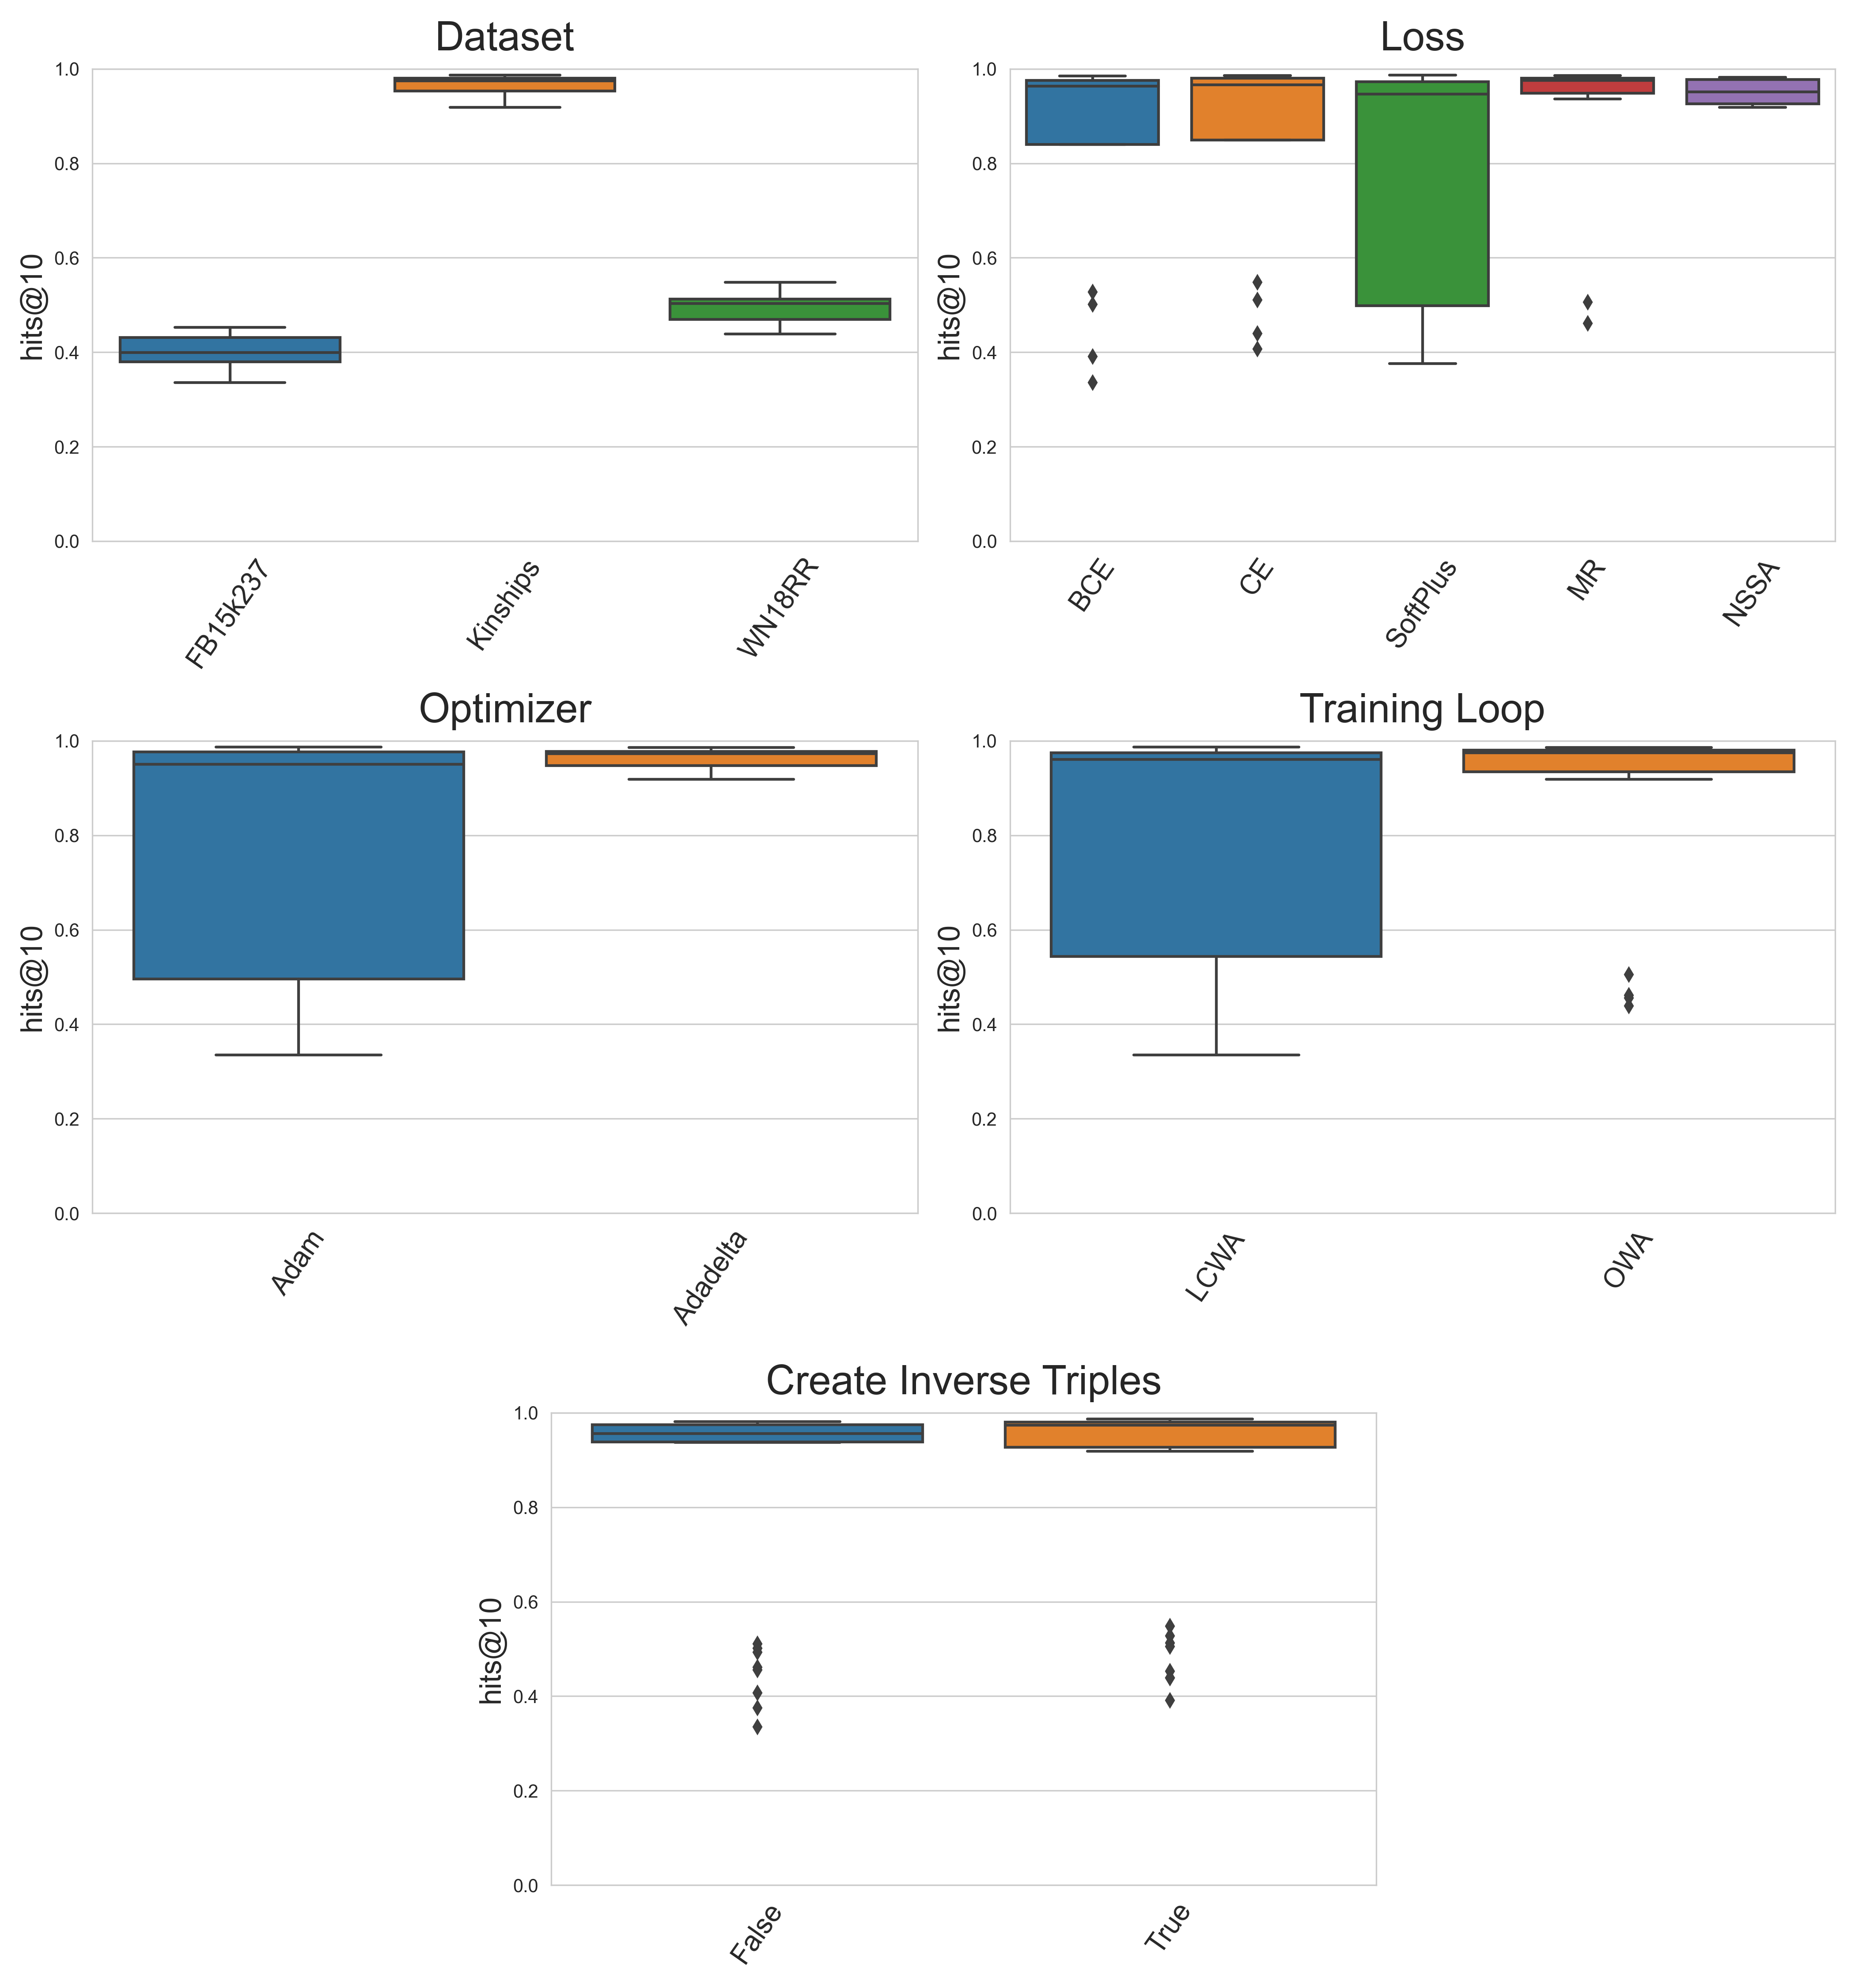 Dataset
hits@10
1.0
0.8
0.6
0.4
0.2
0.0
FB15k237
Kinships
WN18RR
Loss
hits@10
1.0
0.8
0.6
0.4
0.2
0.0
BCE
CE
SoftPlus
MR
NSSA
Optimizer
hits@10
1.0
0.8
0.6
0.4
0.2
0.0
Adam
Adadelta
Training Loop
hits@10
1.0
0.8
0.6
0.4
0.2
0.0
LCWA
OWA
Create Inverse Triples
hits@10
1.0
0.8
0.6
0.4
0.2
0.0
False
True